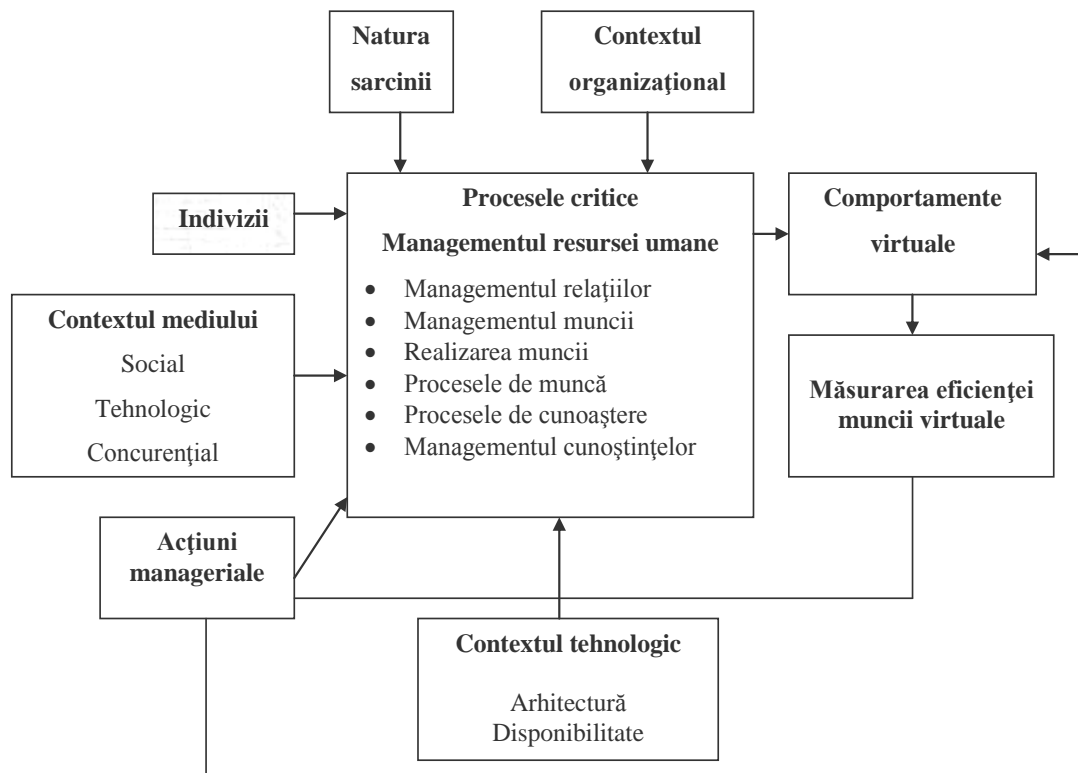 Natura
sarcinii
Contextul
organizaţional
Indivizii
Procesele critice
Managementul resursei umane
• Managementul relaţiilor
• Managementul muncii
• Realizarea muncii
• Procesele de muncă
• Procesele de cunoaştere
• Managementul cunoştinţelor
Comportamente
virtuale
Contextul mediului
Social
Tehnologic
Concurenţial
Măsurarea eficienţei
muncii virtuale
Acţiuni
manageriale
Contextul tehnologic
Arhitectură
Disponibilitate